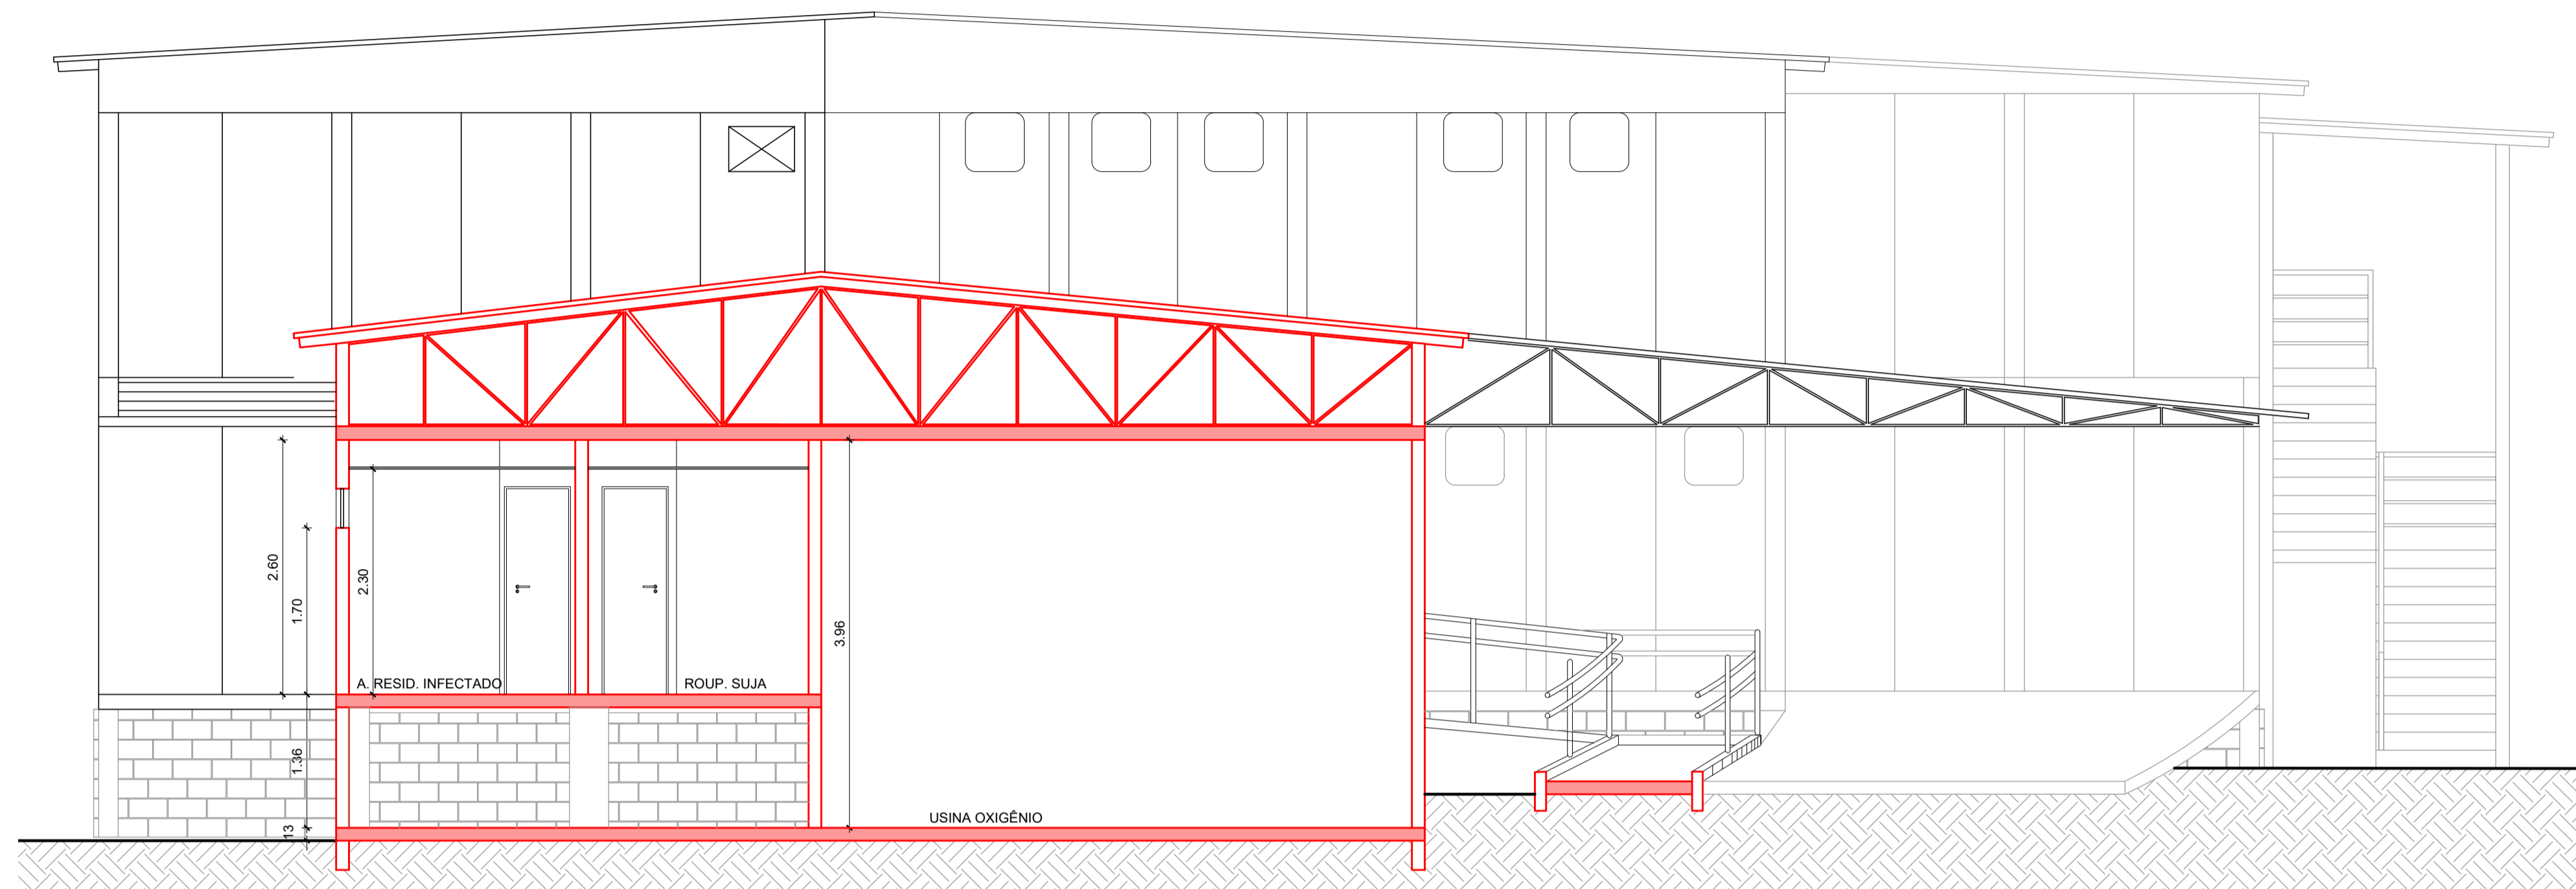 2.60
2.30
1.70
3.96
A. RESID. INFECTADO
ROUP. SUJA
1.36
USINA OXIGÊNIO
13